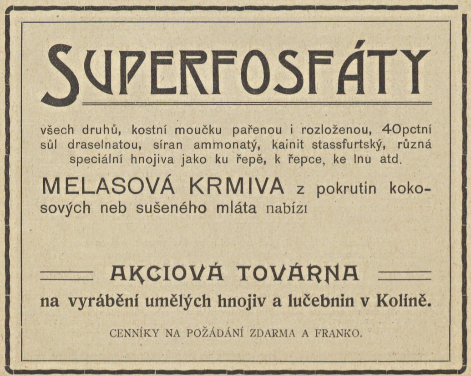 SUPERFOSFÁTY
všech druhů, kostní moučku pařenou i rozloženou, 40pctní
sůl draselnatou, síran ammonatý, kainit stassfurtský, různá
speciální hnojiva jako ku řepě, k řepce, ke lnu atd.
MELASOVÁ KRMIVA z pokrutin koko-
sových neb sušeného mláta nabízí
AKCIOVÁ TOVÁRNA
na vyrábění umělých hnojiv a lučebnin v Kolíně.
CENNÍKY NA POŽÁDÁNÍ ZDARMA A FRANKO.